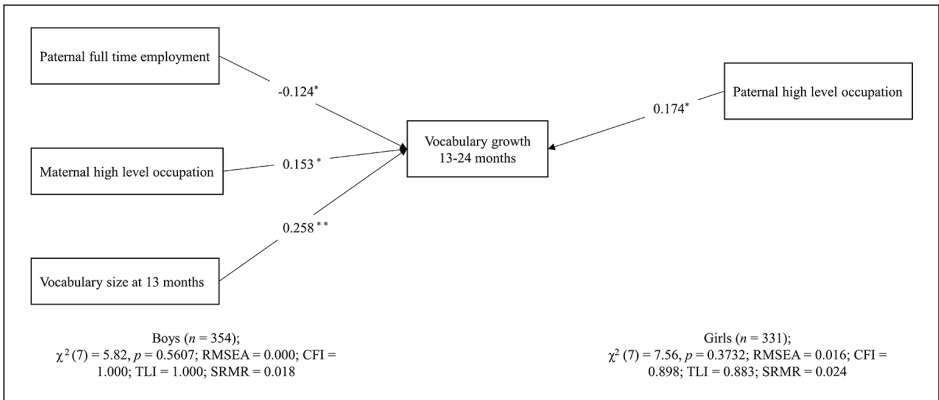 Paternal full time employment
-0.124*
Maternal high level occupation
0.153 *
Vocabulary size at 13 months
0.258 **
Vocabulary growth
13-24 months
0.174*
Paternal high level occupation
Boys (n = 354);
χ² (7) = 5.82, p = 0.5607; RMSEA = 0.000; CFI =
1.000; TLI = 1.000; SRMR = 0.018
Girls (n = 331);
χ² (7) = 7.56, p = 0.3732; RMSEA = 0.016; CFI =
0.898; TLI = 0.883; SRMR = 0.024